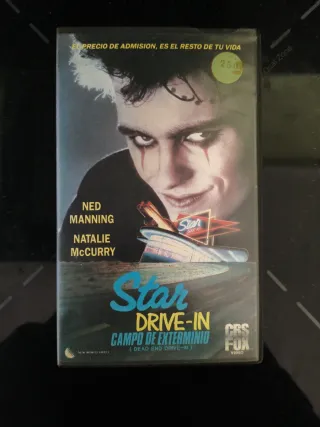 EL PRECIO DE ADMISION, ES EL RESTO DE TU VIDA
NED
MANNING
NATALIE
McCURRY
Star
DRIVE-IN
CAMPO DE EXTERMINIO
( DEAD-END DRIVE-IN )
CBS
FOX
VIDEO